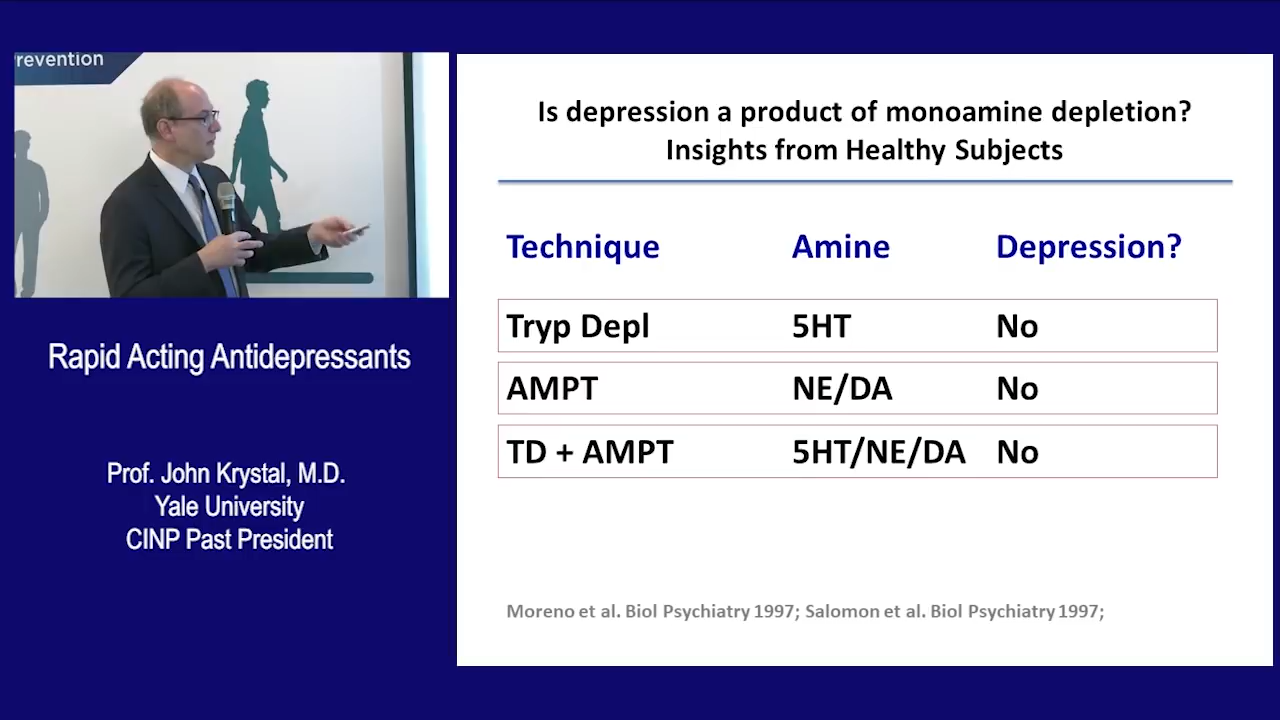 revention
Rapid Acting Antidepressants
Prof. John Krystal, M.D.
Yale University
CINP Past President
Is depression a product of monoamine depletion?
Insights from Healthy Subjects
Technique Amine Depression?
Tryp Depl 5HT No
AMPT NE/DA No
TD + AMPT 5HT/NE/DA No
Moreno et al. Biol Psychiatry 1997; Salomon et al. Biol Psychiatry 1997;